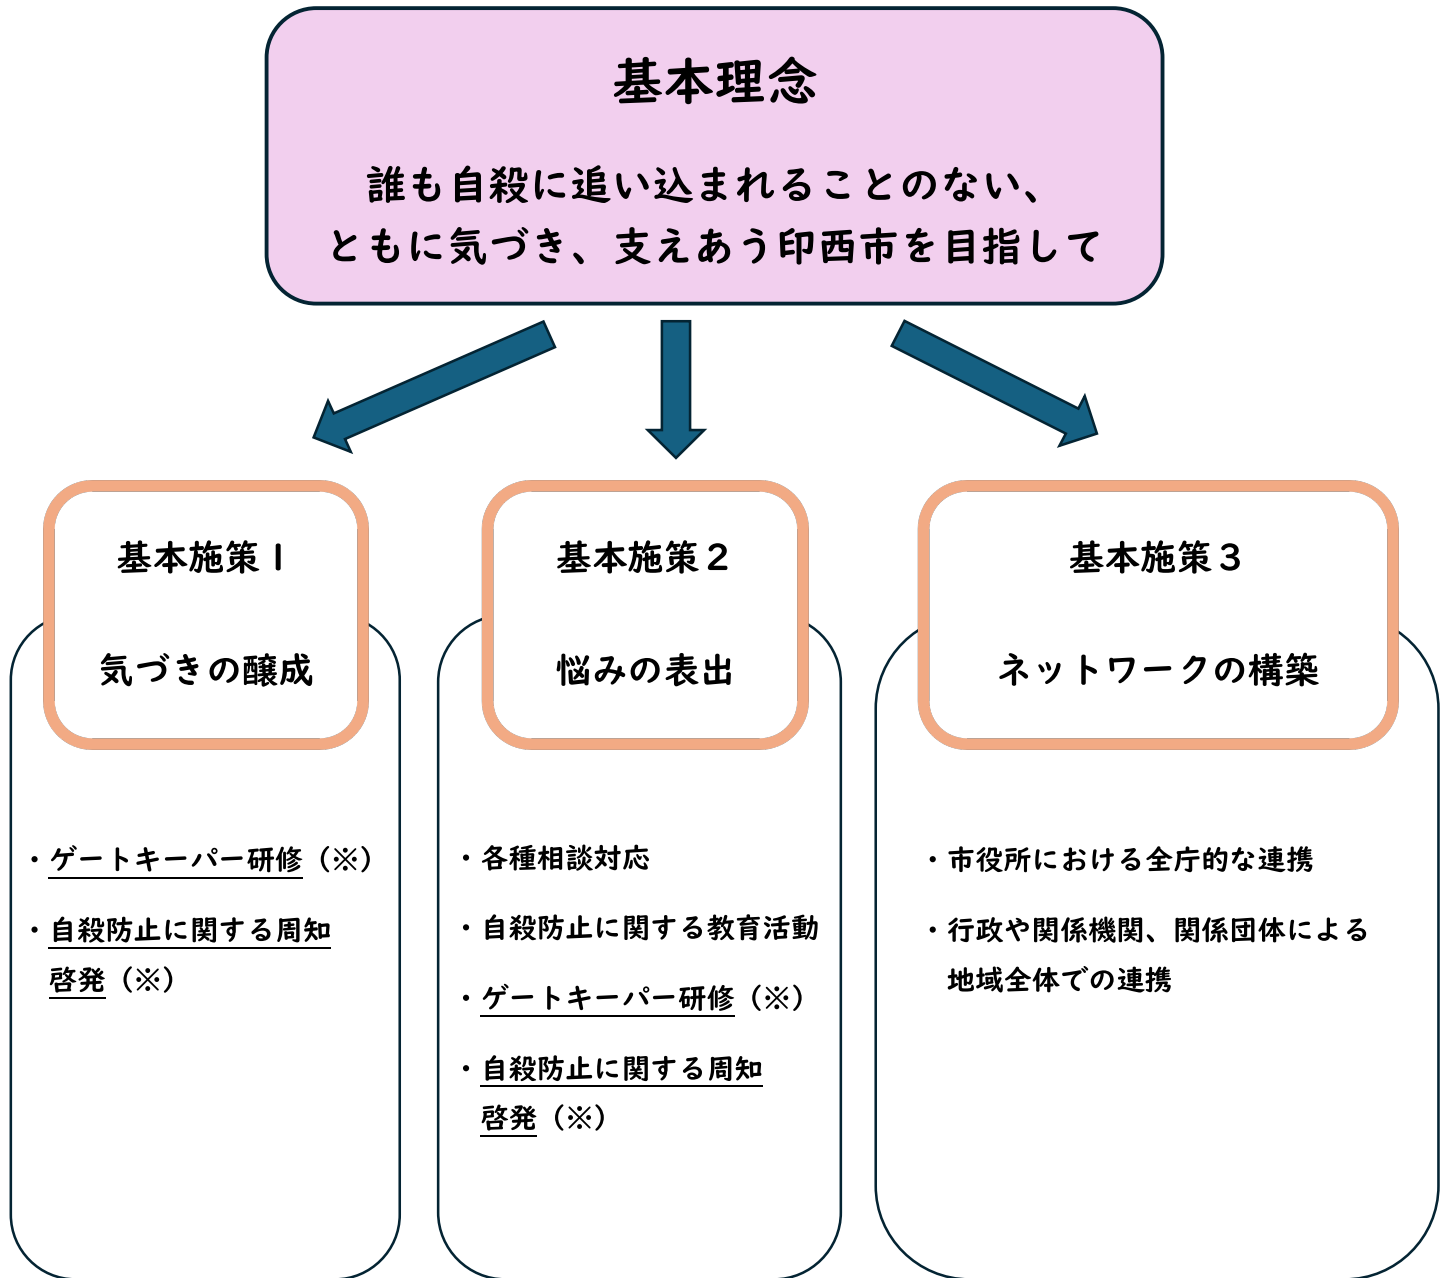 基本理念
誰も自殺に追い込まれることのない、
ともに気づき、支えあう印西市を目指して
基本施策１
気づきの醸成
・ゲートキーパー研修（※）
・自殺防止に関する周知
啓発（※）
基本施策２
悩みの表出
・各種相談対応
・自殺防止に関する教育活動
・ゲートキーパー研修（※）
・自殺防止に関する周知
啓発（※）
基本施策３
ネットワークの構築
・市役所における全庁的な連携
・行政や関係機関、関係団体による
地域全体での連携